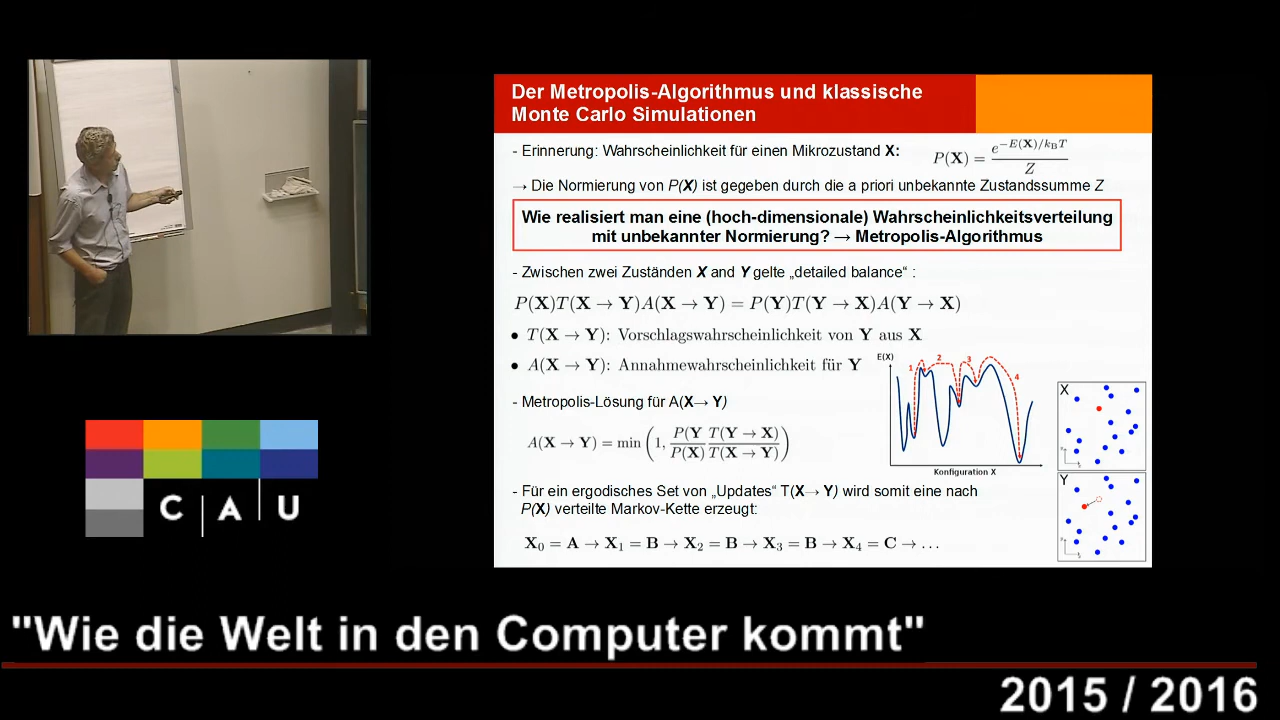 Der Metropolis-Algorithmus und klassische
Monte Carlo Simulationen
- Erinnerung: Wahrscheinlichkeit für einen Mikrozustand X: P(X) = e^{-E(X)/k_B T} / Z
→ Die Normierung von P(X) ist gegeben durch die a priori unbekannte Zustandssumme Z
Wie realisiert man eine (hoch-dimensionale) Wahrscheinlichkeitsverteilung
mit unbekannter Normierung? → Metropolis-Algorithmus
- Zwischen zwei Zuständen X and Y gelte „detailed balance“ :
P(X)T(X → Y)A(X → Y) = P(Y)T(Y → X)A(Y → X)
• T(X → Y): Vorschlagswahrscheinlichkeit von Y aus X
• A(X → Y): Annahmewahrscheinlichkeit für Y
- Metropolis-Lösung für A(X→ Y)
A(X → Y) = min (1, P(Y T(Y → X) / P(X) T(X → Y))
- Für ein ergodisches Set von „Updates“ T(X→ Y) wird somit eine nach
P(X) verteilte Markov-Kette erzeugt:
X_0 = A → X_1 = B → X_2 = B → X_3 = B → X_4 = C → . . .
E(X)
1
2
3
4
Konfiguration X
X
Y
C A U
"Wie die Welt in den Computer kommt"
2015 / 2016